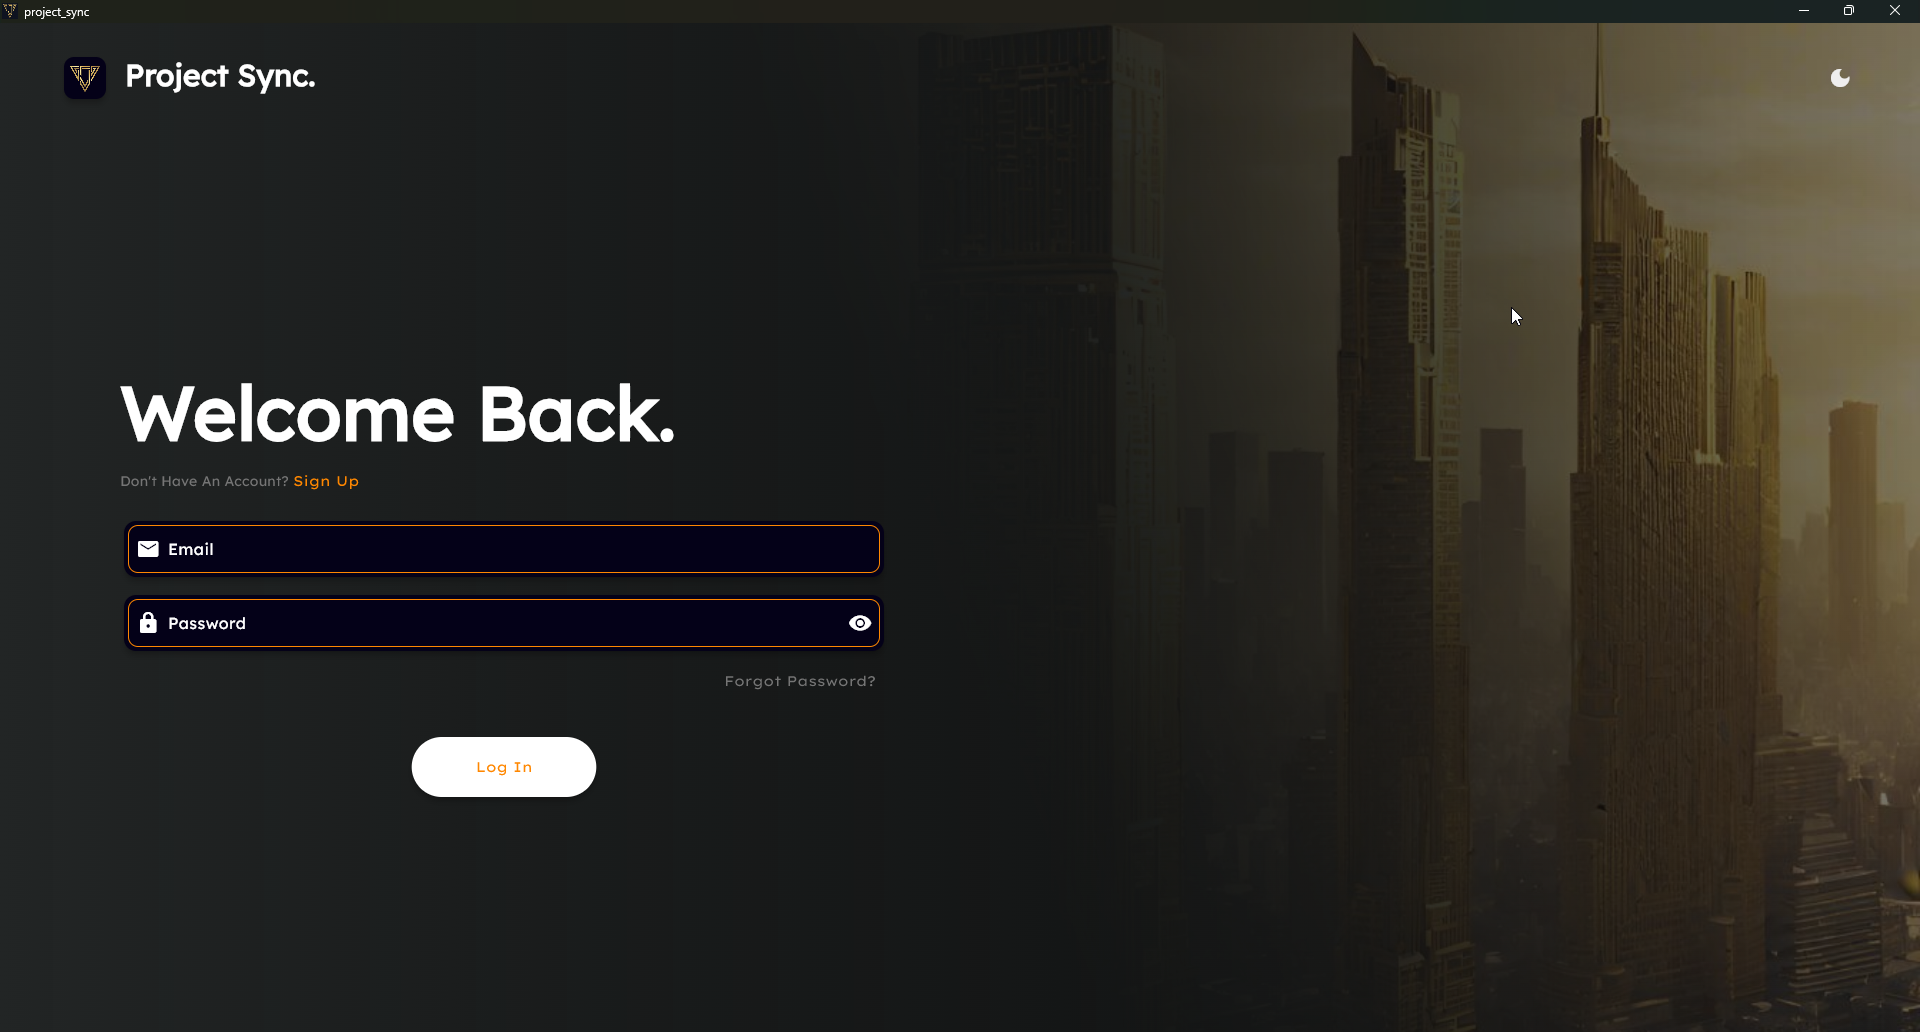 project_sync
Project Sync.
Welcome Back.
Don't Have An Account? Sign Up
Email
Password
Forgot Password?
Log In